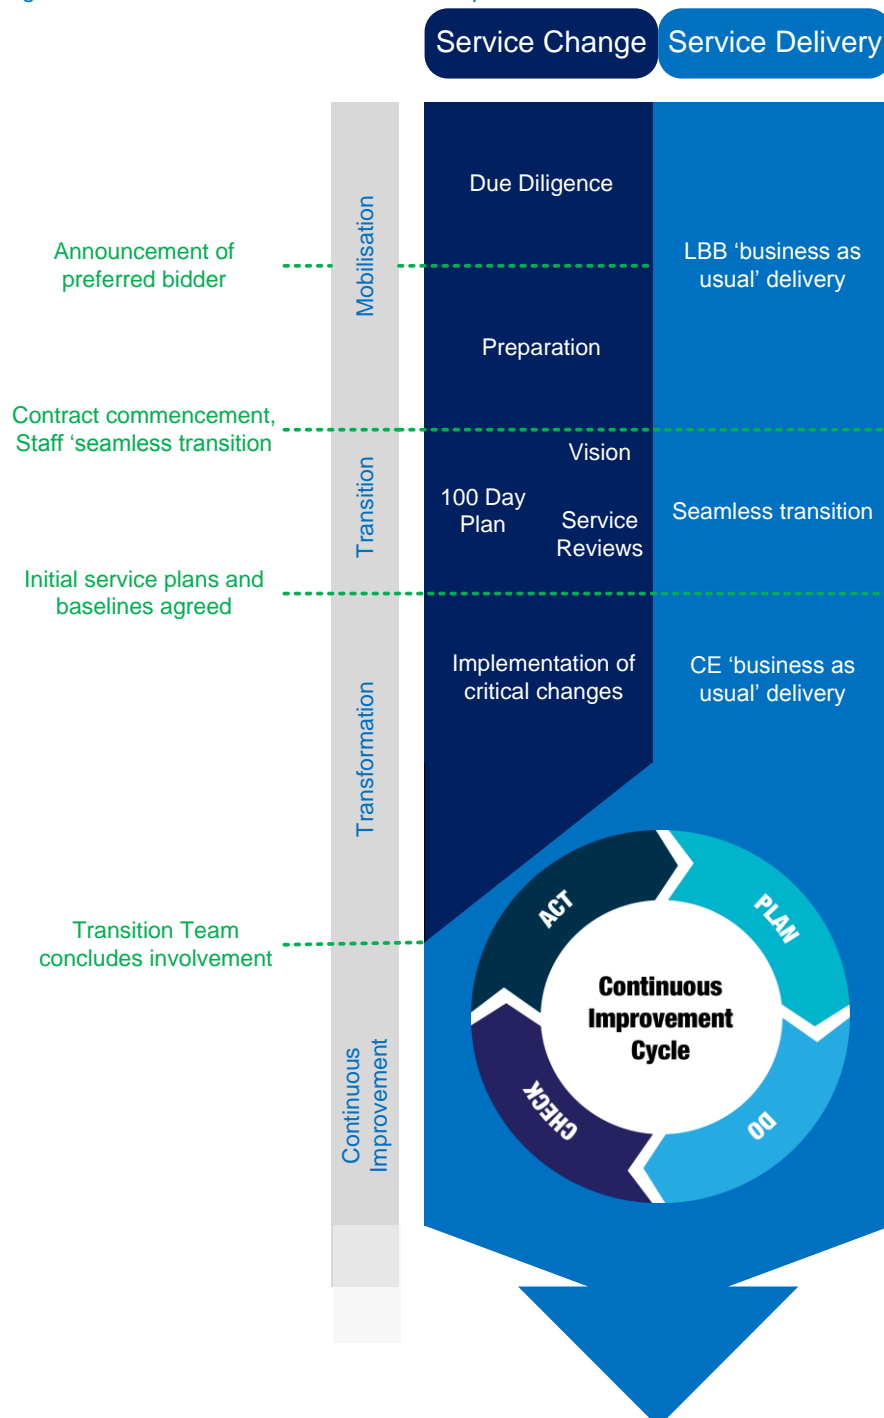 Service Change
Service Delivery
Due Diligence
Mobilisation
Announcement of
preferred bidder
LBB ‘business as
usual’ delivery
Preparation
Contract commencement,
Staff ‘seamless transition
Vision
Transition
100 Day
Plan
Service
Reviews
Seamless transition
Initial service plans and
baselines agreed
Implementation of
critical changes
CE ‘business as
usual’ delivery
Transformation
ACT
PLAN
Transition Team
concludes involvement
Continuous
Improvement
Cycle
Continuous
Improvement
CHECK
DO